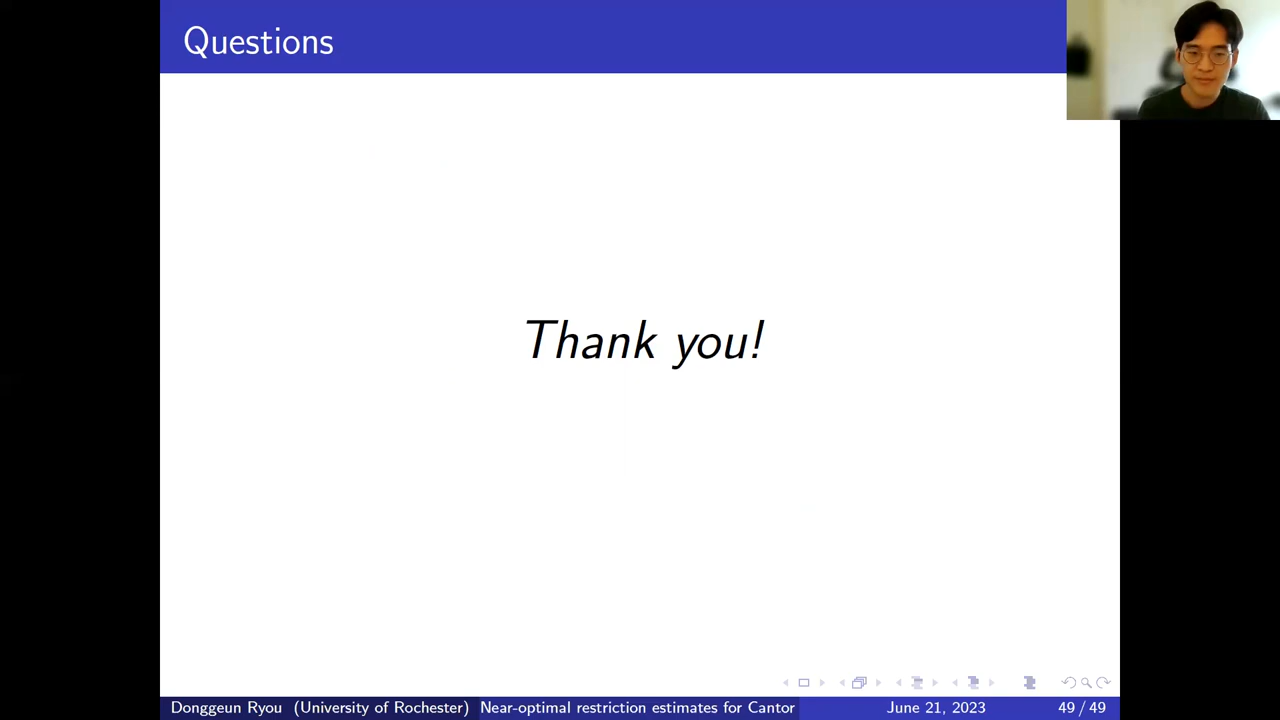 Questions
Thank you!
Donggeun Ryou (University of Rochester) Near-optimal restriction estimates for Cantor June 21, 2023 49 / 49